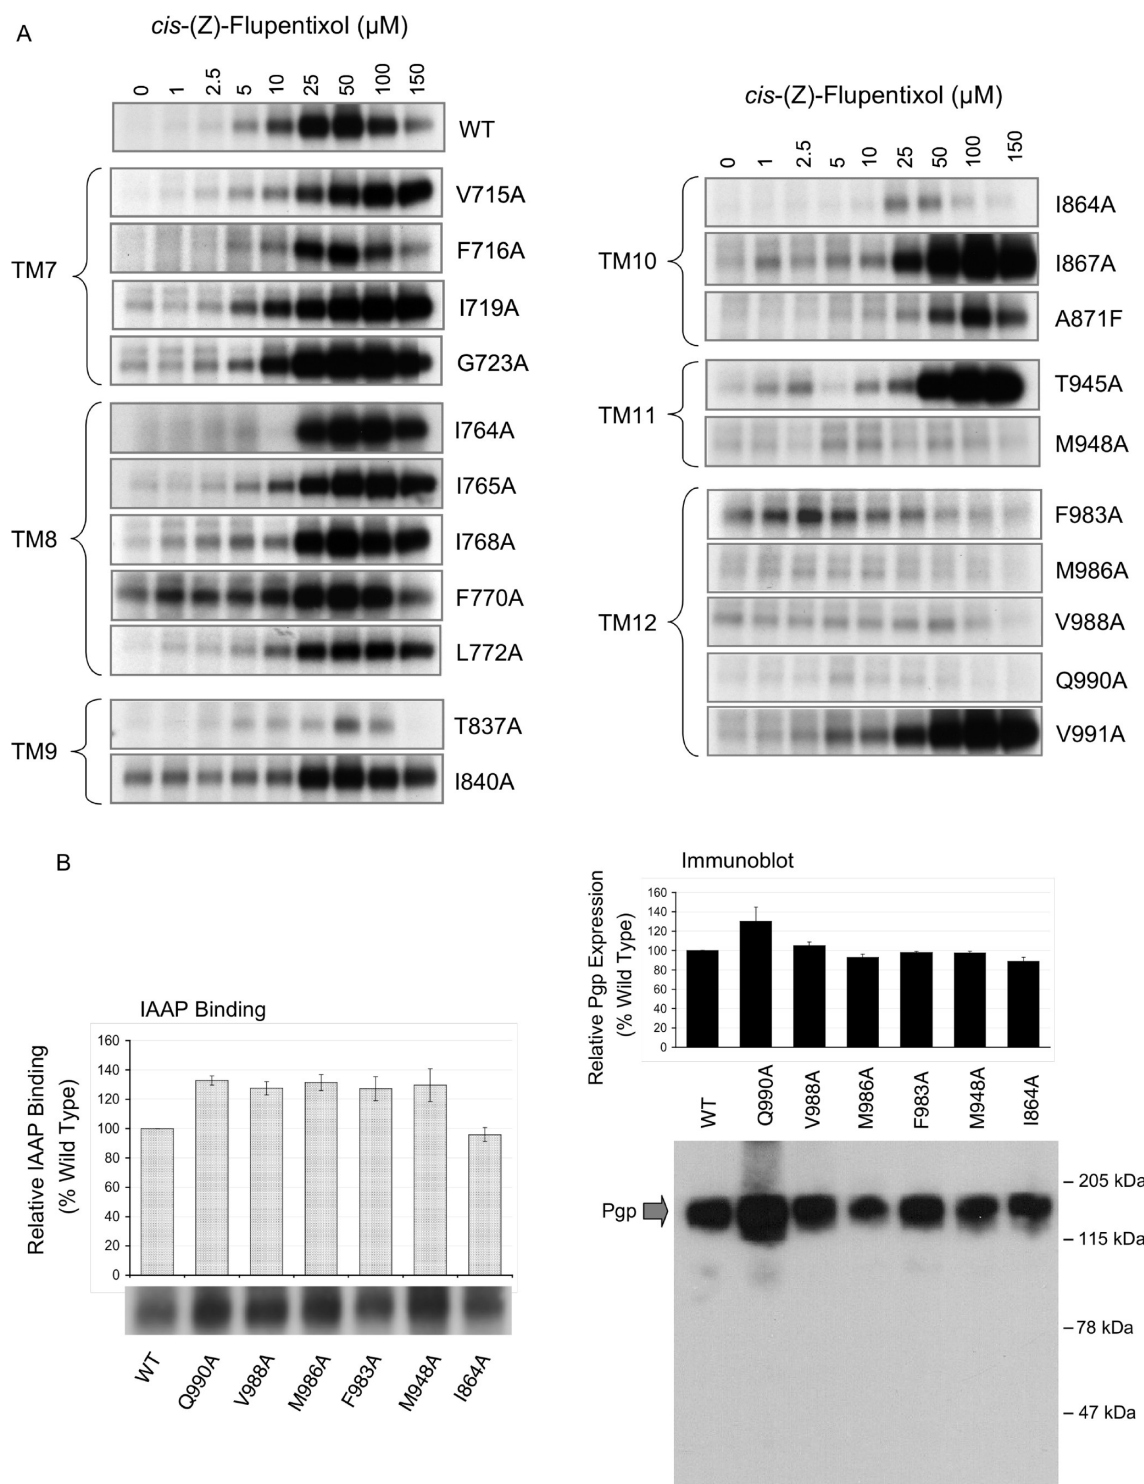 A
cis-(Z)-Flupentixol (µM)
0 1 2.5 5 10 25 50 100 150
WT
TM7
V715A
F716A
I719A
G723A
TM8
I764A
I765A
I768A
F770A
L772A
TM9
T837A
I840A
cis-(Z)-Flupentixol (µM)
0 1 2.5 5 10 25 50 100 150
TM10
I864A
I867A
A871F
TM11
T945A
M948A
TM12
F983A
M986A
V988A
Q990A
V991A
B
IAAP Binding
Relative IAAP Binding
(% Wild Type)
160
140
120
100
80
60
40
20
0
WT Q990A V988A M986A F983A M948A I864A
Immunoblot
Relative Pgp Expression
(% Wild Type)
160
140
120
100
80
60
40
20
0
WT Q990A V988A M986A F983A M948A I864A
Pgp
– 205 kDa
– 115 kDa
– 78 kDa
– 47 kDa